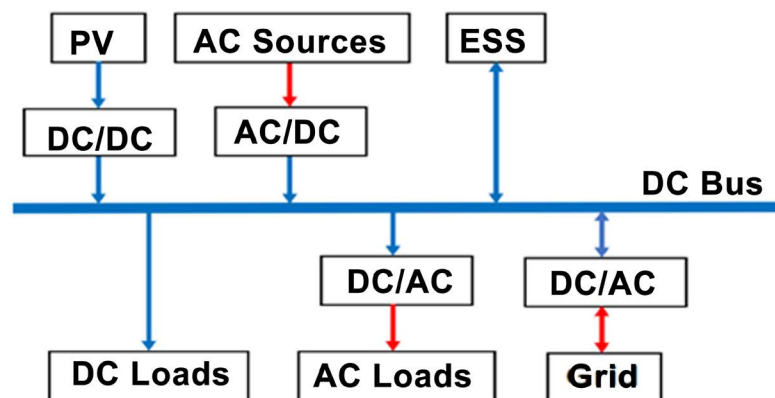 PV
AC Sources
ESS
DC/DC
AC/DC
DC Bus
DC/AC
DC/AC
DC Loads
AC Loads
Grid